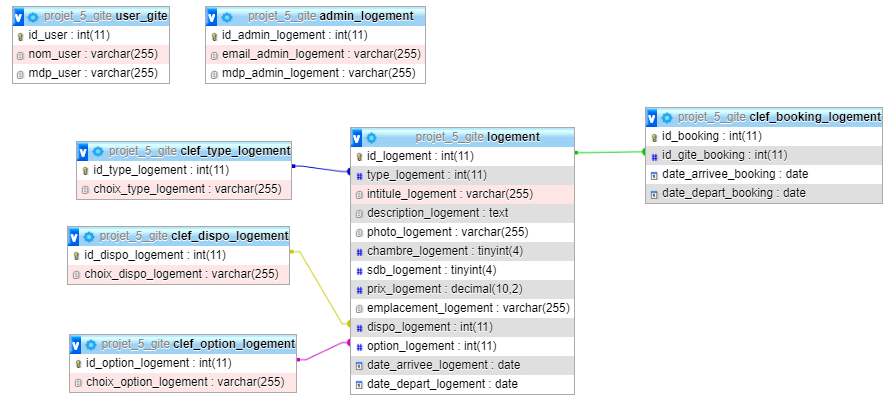 projet_5_gite user_gite
id_user : int(11)
nom_user : varchar(255)
mdp_user : varchar(255)
projet_5_gite admin_logement
id_admin_logement : int(11)
email_admin_logement : varchar(255)
mdp_admin_logement : varchar(255)
projet_5_gite clef_type_logement
id_type_logement : int(11)
choix_type_logement : varchar(255)
projet_5_gite clef_dispo_logement
id_dispo_logement : int(11)
choix_dispo_logement : varchar(255)
projet_5_gite clef_option_logement
id_option_logement : int(11)
choix_option_logement : varchar(255)
projet_5_gite logement
id_logement : int(11)
type_logement : int(11)
intitule_logement : varchar(255)
description_logement : text
photo_logement : varchar(255)
chambre_logement : tinyint(4)
sdb_logement : tinyint(4)
prix_logement : decimal(10,2)
emplacement_logement : varchar(255)
dispo_logement : int(11)
option_logement : int(11)
date_arrivee_logement : date
date_depart_logement : date
projet_5_gite clef_booking_logement
id_booking : int(11)
id_gite_booking : int(11)
date_arrivee_booking : date
date_depart_booking : date